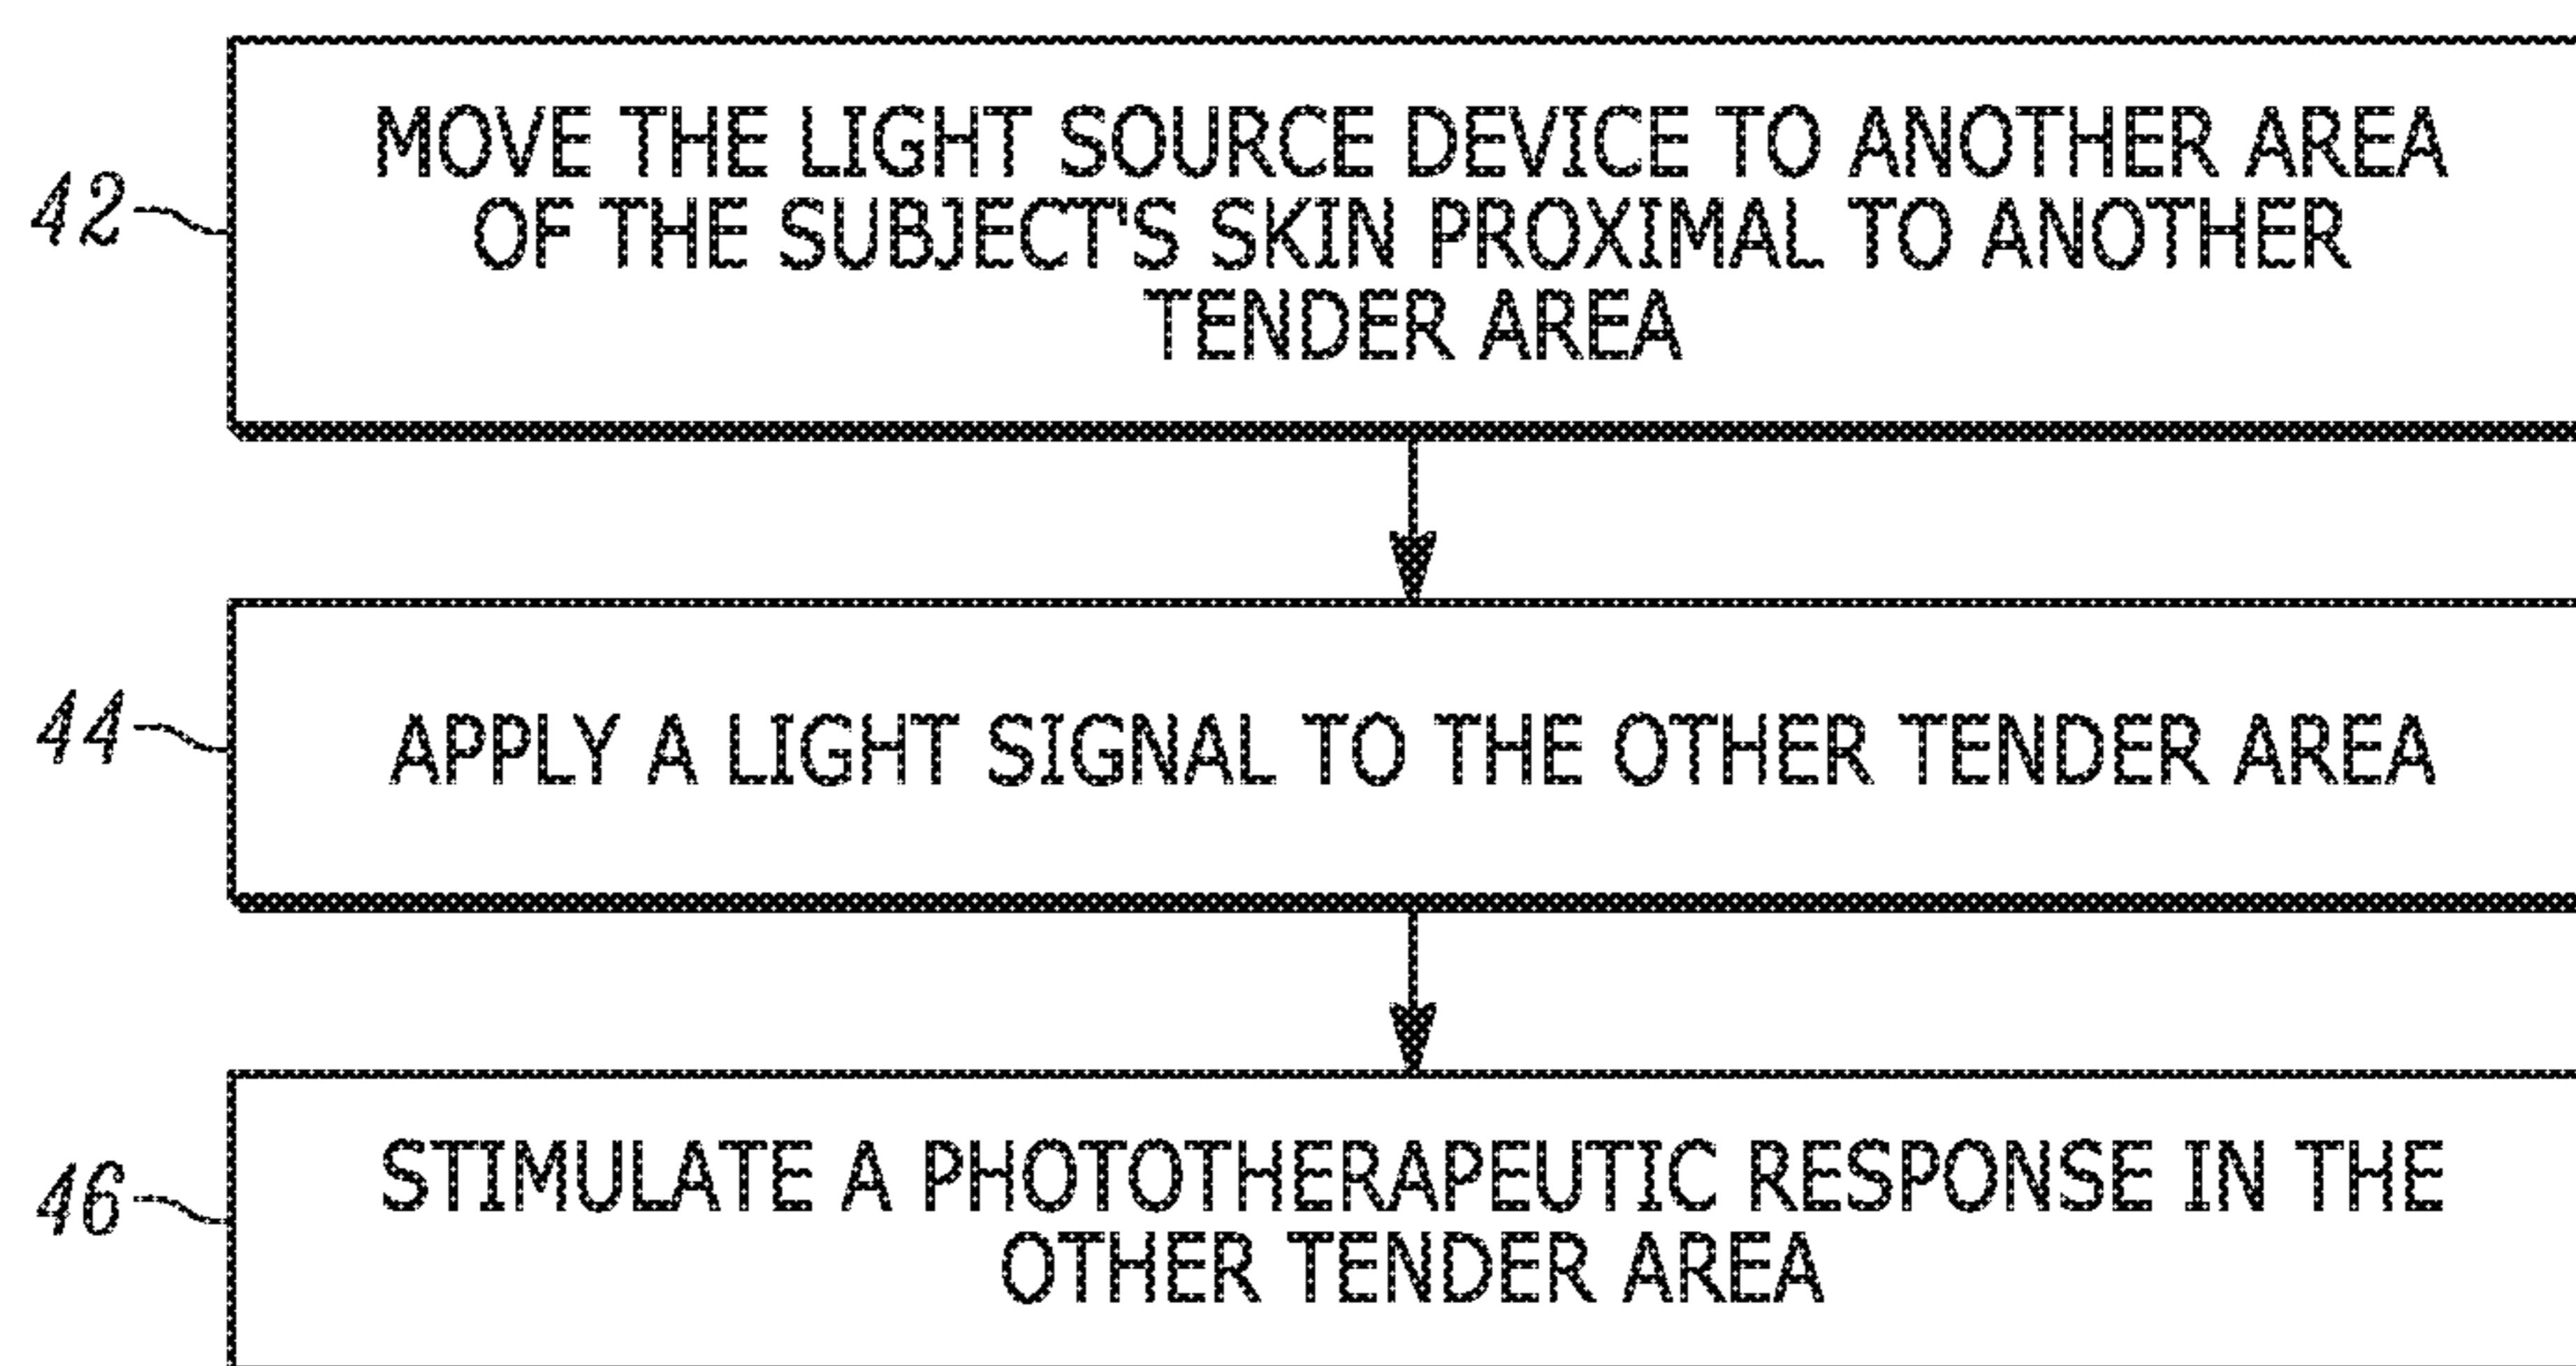 MOVE THE LIGHT SOURCE DEVICE TO ANOTHER AREA
42 OF THE SUBJECT'S SKIN PROXIMAL TO ANOTHER
TENDER AREA
44 APPLY A LIGHT SIGNAL TO THE OTHER TENDER AREA
46 STIMULATE A PHOTOTHERAPEUTIC RESPONSE IN THE
OTHER TENDER AREA